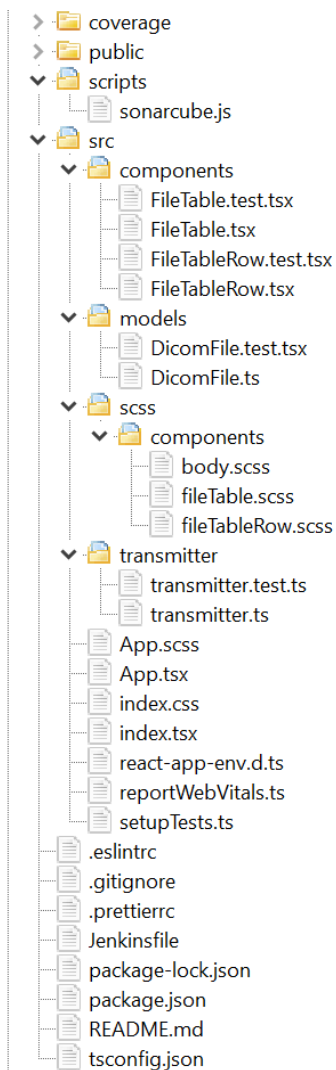 coverage
public
scripts
sonarcube.js
src
components
FileTable.test.tsx
FileTable.tsx
FileTableRow.test.tsx
FileTableRow.tsx
models
DicomFile.test.tsx
DicomFile.ts
scss
components
body.scss
fileTable.scss
fileTableRow.scss
transmitter
transmitter.test.ts
transmitter.ts
App.scss
App.tsx
index.css
index.tsx
react-app-env.d.ts
reportWebVitals.ts
setupTests.ts
.eslintrc
.gitignore
.prettierrc
Jenkinsfile
package-lock.json
package.json
README.md
tsconfig.json